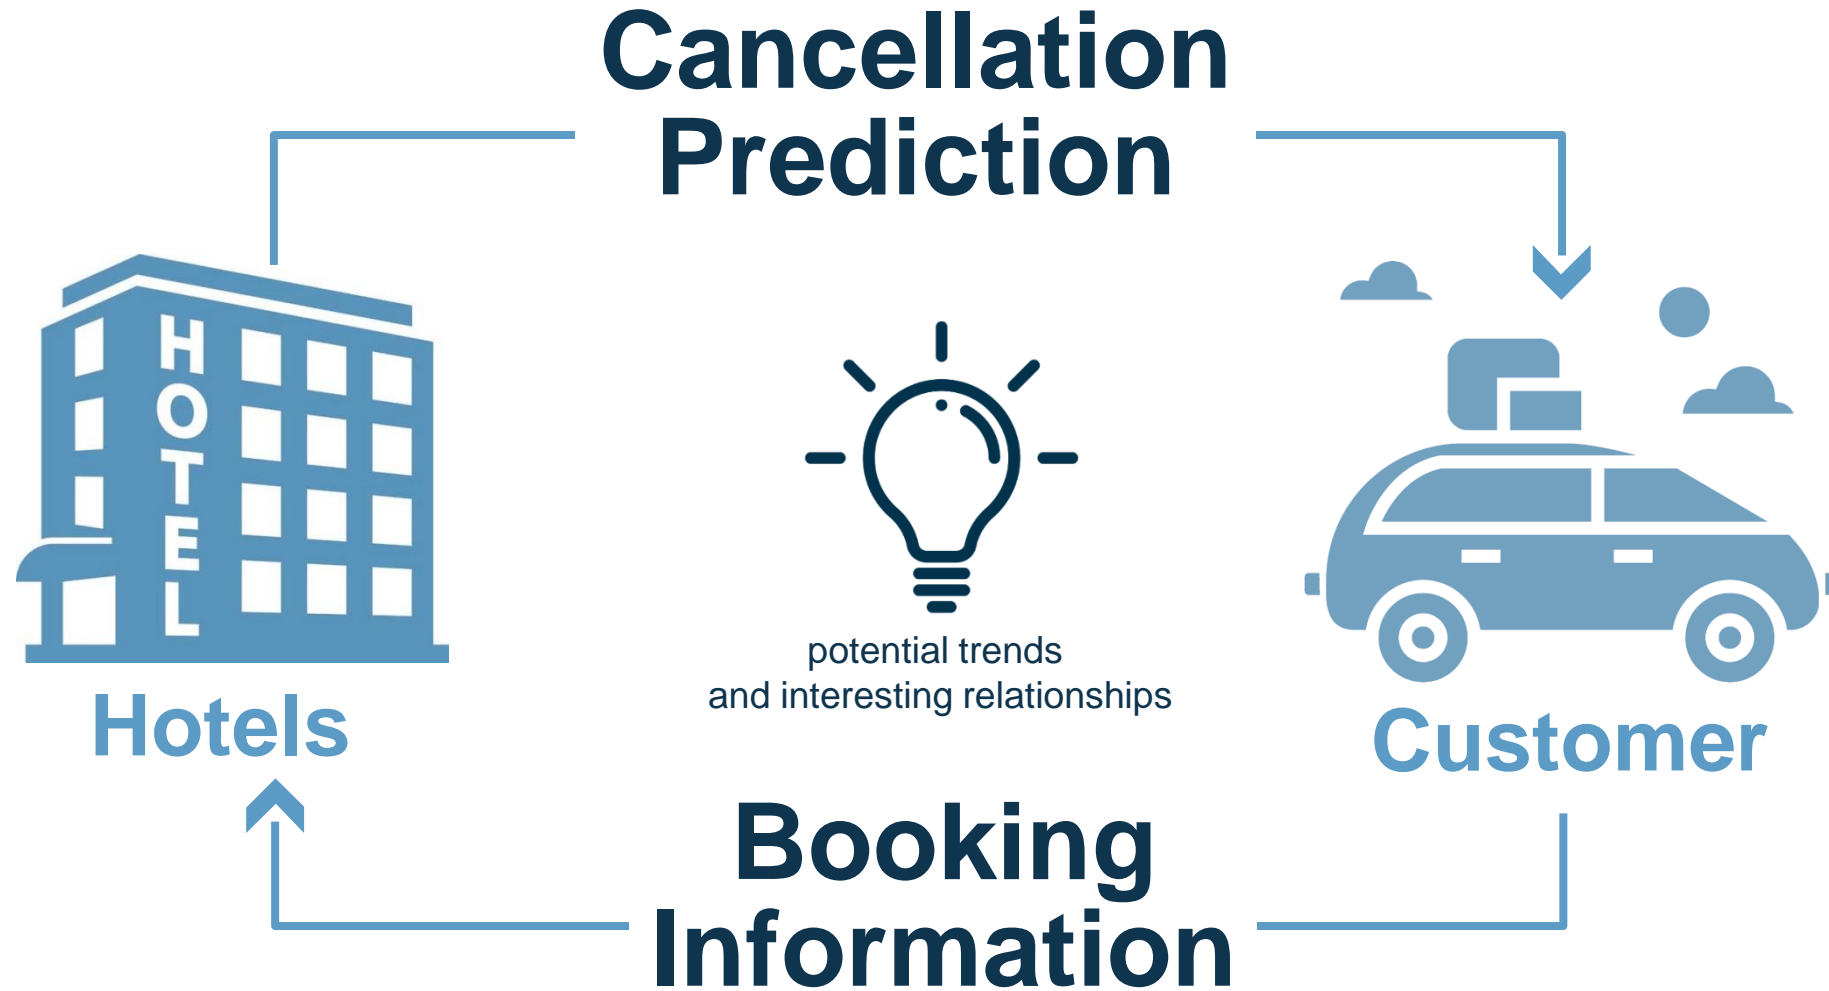 Cancellation
Prediction
HOTEL
potential trends
and interesting relationships
Hotels
Customer
Booking
Information